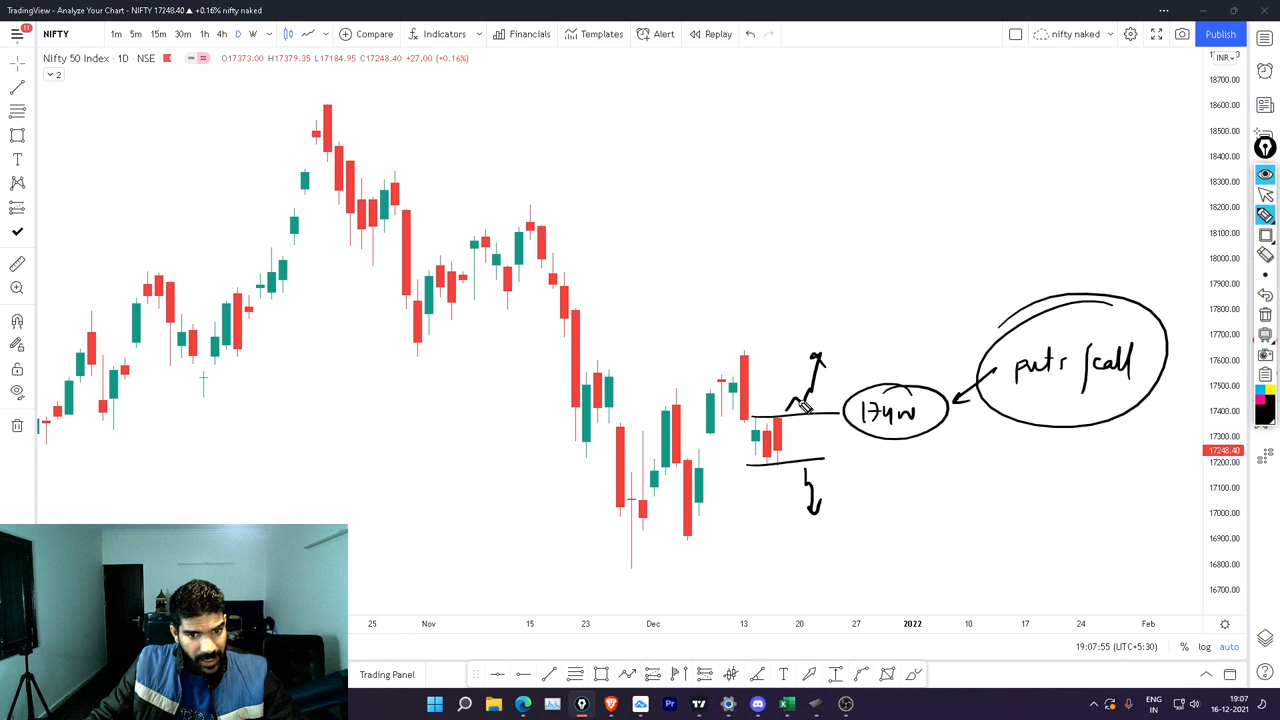 TradingView - Analyze Your Chart - NIFTY 17248.40 ▲ +0.16% nifty naked
11
NIFTY 1m 5m 15m 30m 1h 4h D W Compare Indicators Financials Templates Alert Replay nifty naked Publish
Nifty 50 Index · 1D · NSE O17373.00 H17379.35 L17184.95 C17248.40 +27.00 (+0.16%)
INR
2
18700.00
18600.00
18500.00
18400.00
18300.00
18200.00
18100.00
18000.00
17900.00
17800.00
17700.00
17600.00
puts /call
17500.00
17400.00
17300.00
17248.40
17200.00
17100.00
17000.00
16900.00
16800.00
16700.00
25 Nov 15 23 Dec 13 20 27 2022 10 17 24 Feb
19:07:55 (UTC+5:30) % log auto
Trading Panel
ENG
IN
19:07
16-12-2021